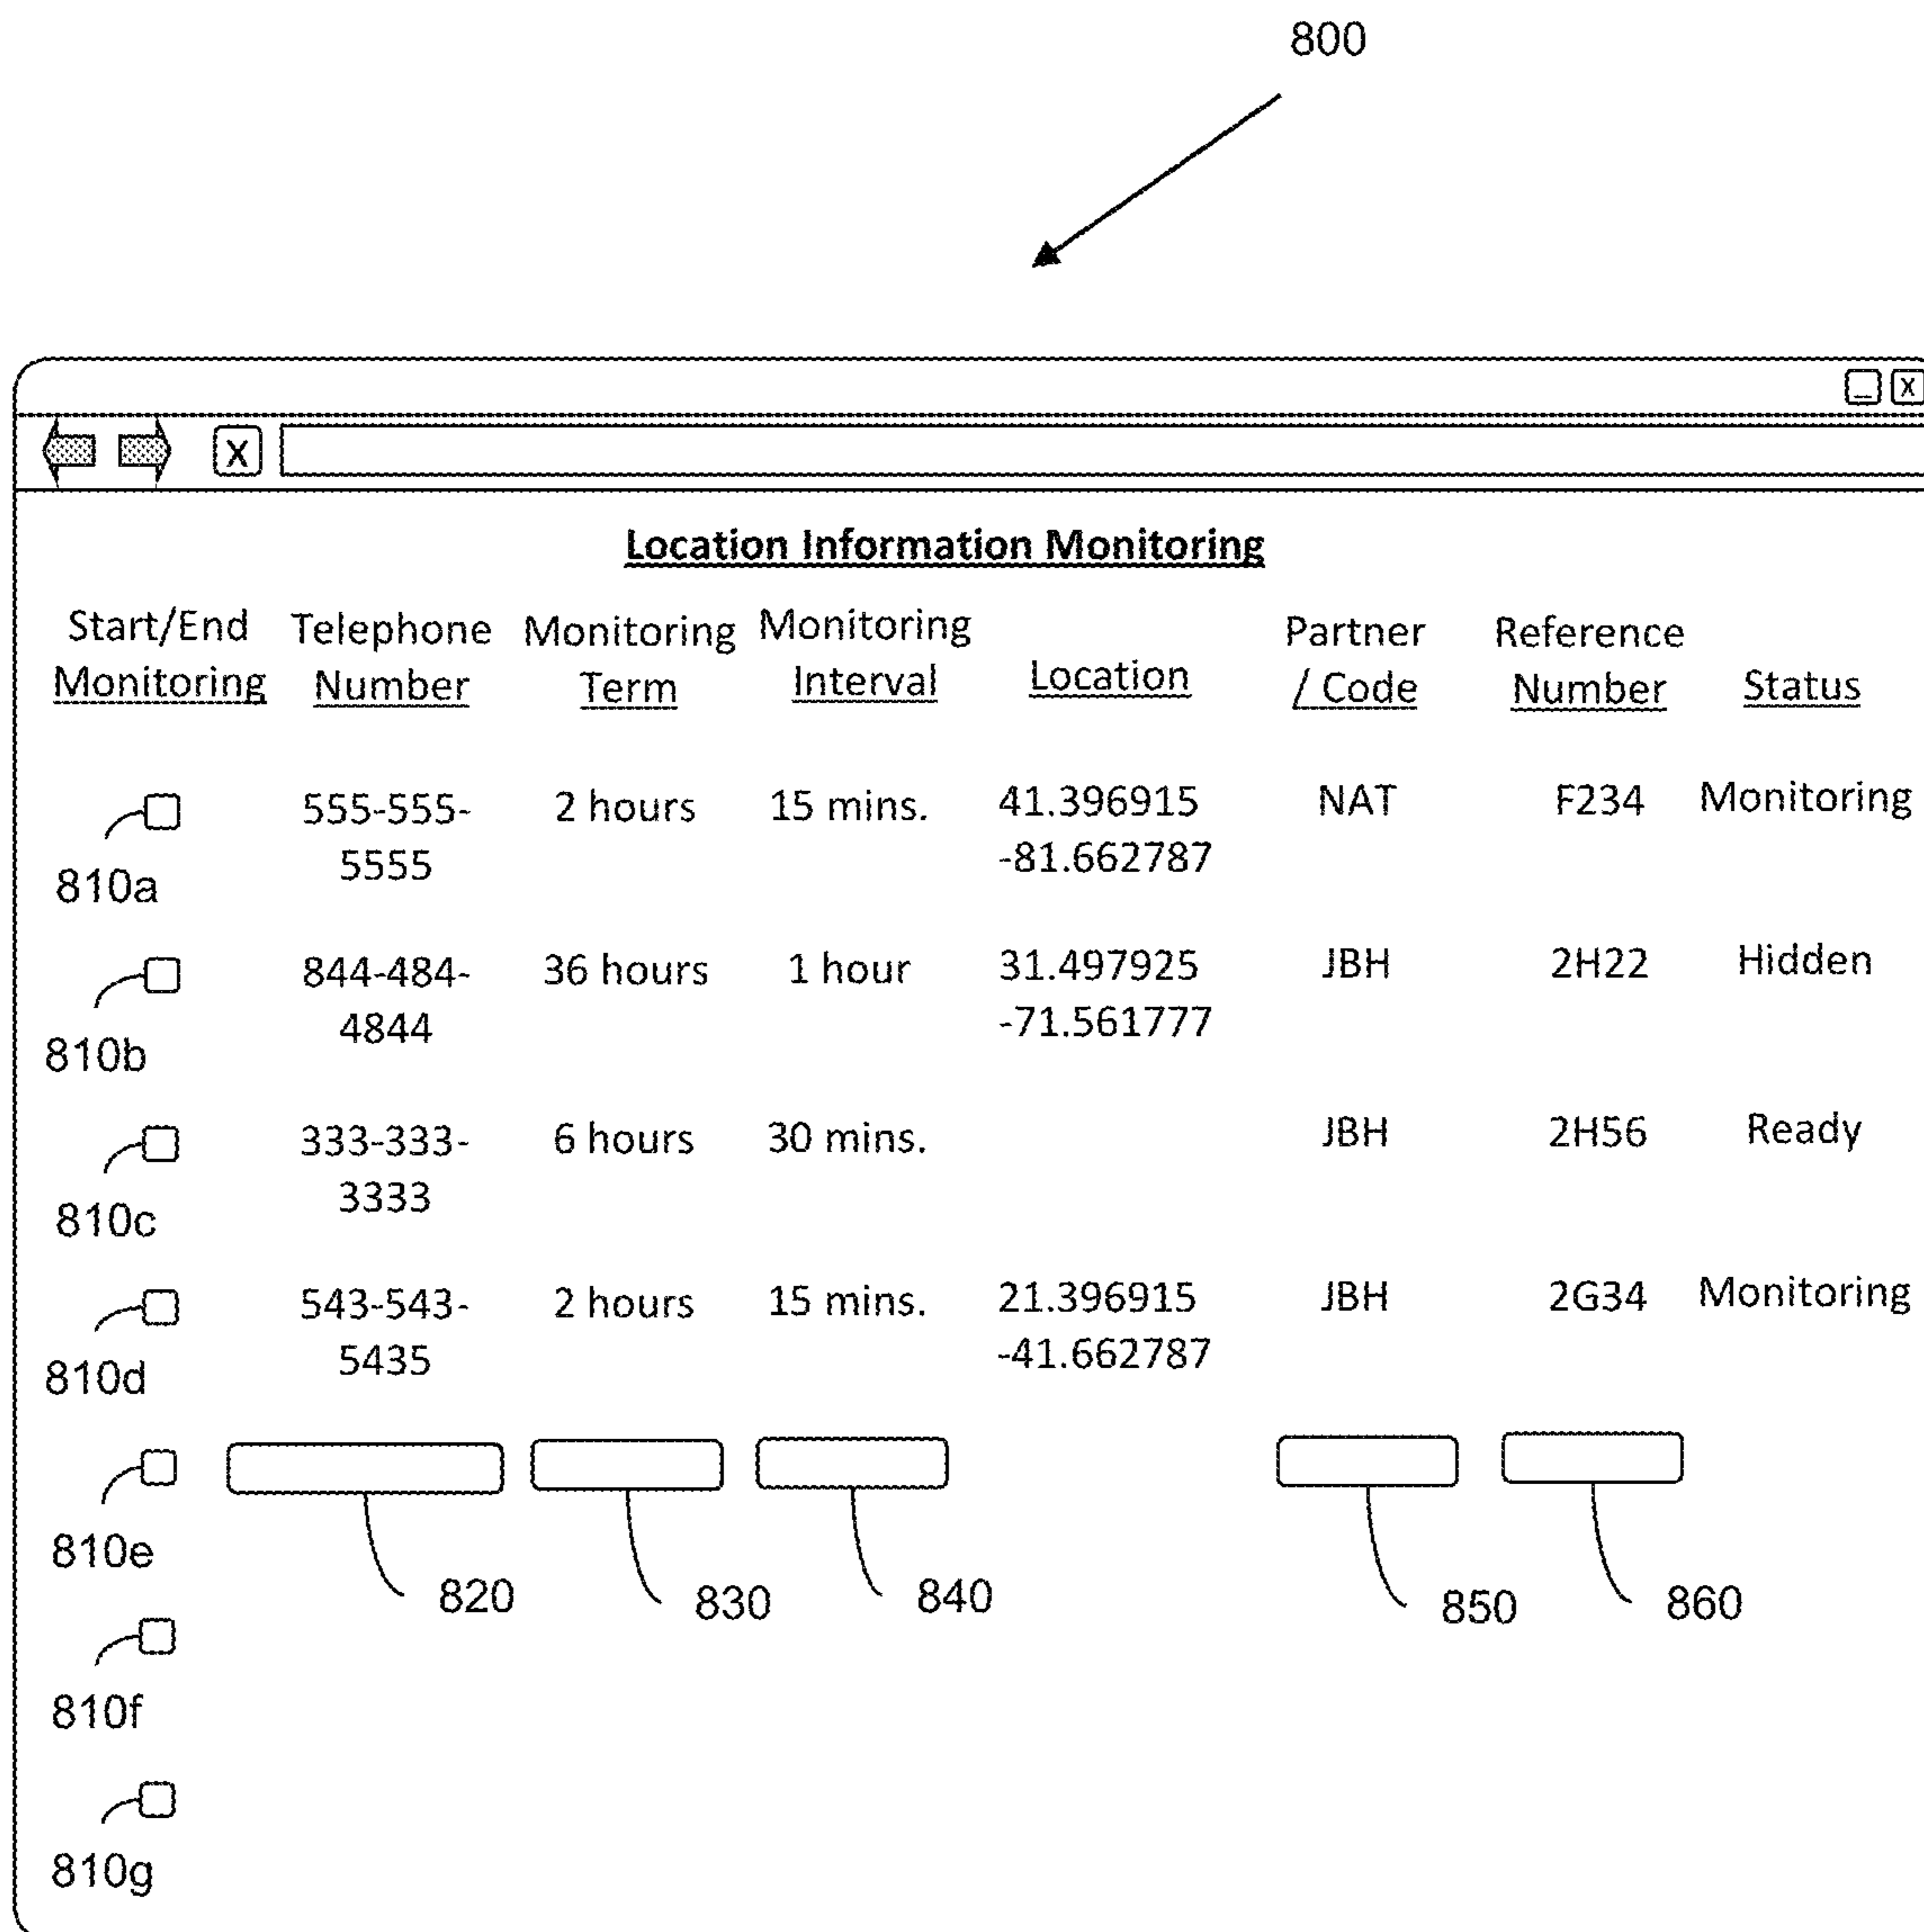 800
_ X
X
Location Information Monitoring
Start/End Telephone Monitoring Monitoring Partner Reference
Monitoring Number Term Interval Location / Code Number Status
555-555- 2 hours 15 mins. 41.396915 NAT F234 Monitoring
810a 5555 -81.662787
844-484- 36 hours 1 hour 31.497925 JBH 2H22 Hidden
810b 4844 -71.561777
333-333- 6 hours 30 mins. JBH 2H56 Ready
810c 3333
543-543- 2 hours 15 mins. 21.396915 JBH 2G34 Monitoring
810d 5435 -41.662787
810e
820 830 840 850 860
810f
810g